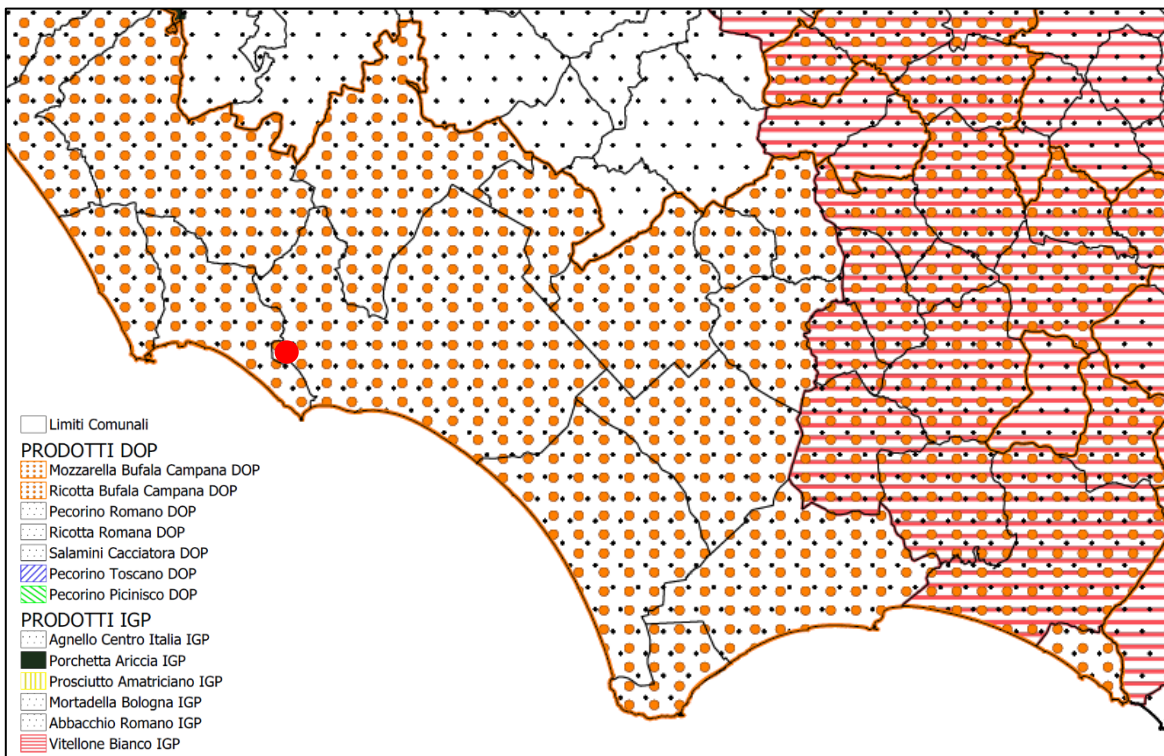 Limiti Comunali
PRODOTTI DOP
Mozzarella Bufala Campana DOP
Ricotta Bufala Campana DOP
Pecorino Romano DOP
Ricotta Romana DOP
Salamini Cacciatora DOP
Pecorino Toscano DOP
Pecorino Picinisco DOP
PRODOTTI IGP
Agnello Centro Italia IGP
Porchetta Ariccia IGP
Prosciutto Amatriciano IGP
Mortadella Bologna IGP
Abbacchio Romano IGP
Vitellone Bianco IGP